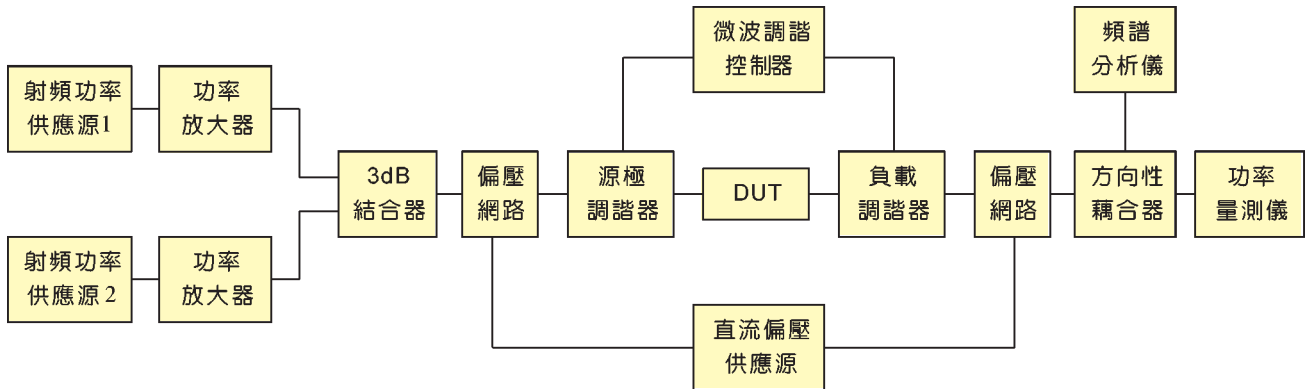 微波調諧
控制器
頻譜
分析儀
射頻功率
供應源1
功率
放大器
3dB
結合器
偏壓
網路
源極
調諧器
DUT
負載
調諧器
偏壓
網路
方向性
藕合器
功率
量測儀
射頻功率
供應源2
功率
放大器
直流偏壓
供應源